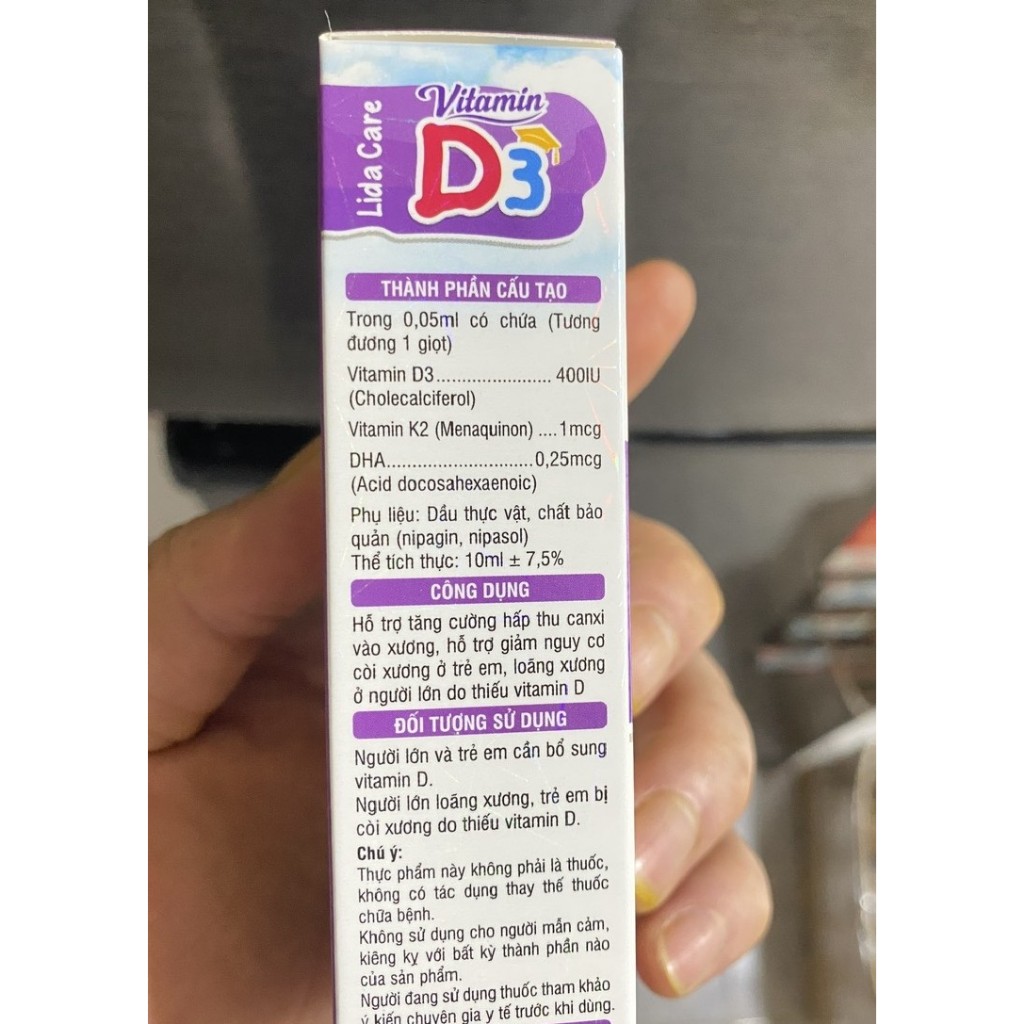 Lida Care
Vitamin
D3
THÀNH PHẦN CẤU TẠO
Trong 0,05ml có chứa (Tương
đương 1 giọt)
Vitamin D3...................... 400IU
(Cholecalciferol)
Vitamin K2 (Menaquinon) ....1mcg
DHA.............................0,25mcg
(Acid docosahexaenoic)
Phụ liệu: Dầu thực vật, chất bảo
quản (nipagin, nipasol)
Thể tích thực: 10ml ± 7,5%
CÔNG DỤNG
Hỗ trợ tăng cường hấp thu canxi
vào xương, hỗ trợ giảm nguy cơ
còi xương ở trẻ em, loãng xương
ở người lớn do thiếu vitamin D
ĐỐI TƯỢNG SỬ DỤNG
Người lớn và trẻ em cần bổ sung
vitamin D.
Người lớn loãng xương, trẻ em bị
còi xương do thiếu vitamin D.
Chú ý:
Thực phẩm này không phải là thuốc,
không có tác dụng thay thế thuốc
chữa bệnh.
Không sử dụng cho người mẫn cảm,
kiêng kỵ với bất kỳ thành phần nào
của sản phẩm.
Người đang sử dụng thuốc tham khảo
ý kiến chuyên gia y tế trước khi dùng.